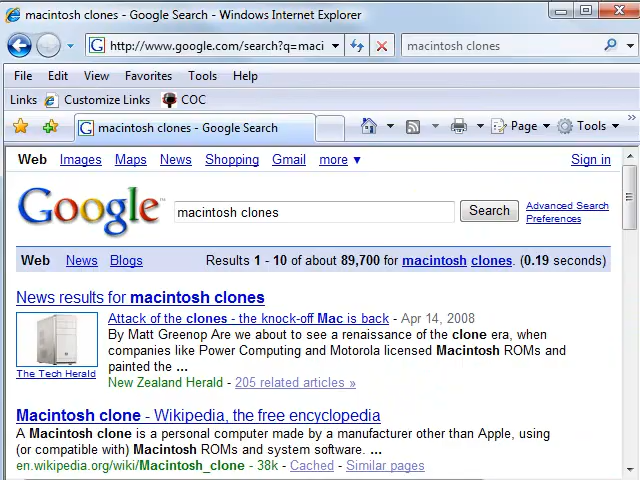 macintosh clones - Google Search - Windows Internet Explorer
http://www.google.com/search?q=maci
macintosh clones
File Edit View Favorites Tools Help
Links Customize Links COC
macintosh clones - Google Search
Page Tools
Web Images Maps News Shopping Gmail more ▼ Sign in
Google™
macintosh clones
Search
Advanced Search
Preferences
Web News Blogs Results 1 - 10 of about 89,700 for macintosh clones. (0.19 seconds)
News results for macintosh clones
Attack of the clones - the knock-off Mac is back - Apr 14, 2008
By Matt Greenop Are we about to see a renaissance of the clone era, when
companies like Power Computing and Motorola licensed Macintosh ROMs and
painted the ...
The Tech Herald
New Zealand Herald - 205 related articles »
Macintosh clone - Wikipedia, the free encyclopedia
A Macintosh clone is a personal computer made by a manufacturer other than Apple, using
(or compatible with) Macintosh ROMs and system software. ...
en.wikipedia.org/wiki/Macintosh_clone - 38k - Cached - Similar pages